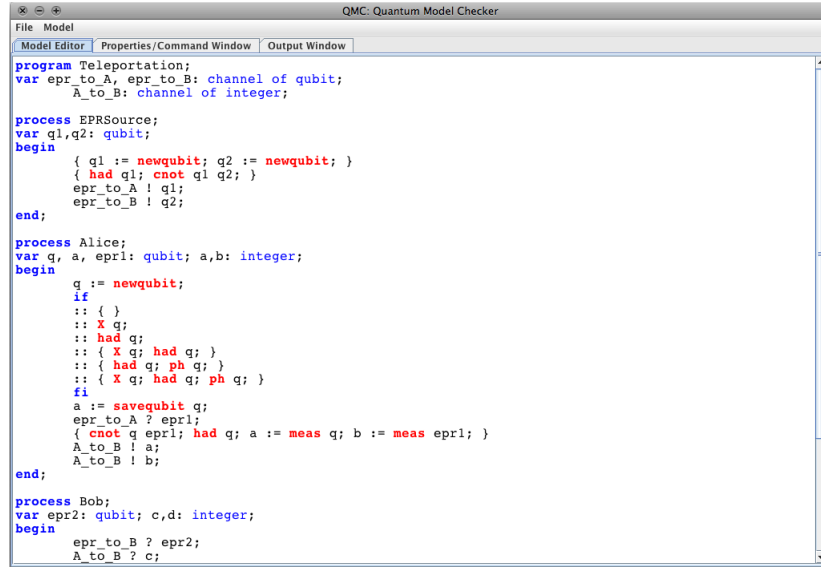 QMC: Quantum Model Checker
File Model
Model Editor Properties/Command Window Output Window
program Teleportation;
var epr_to_A, epr_to_B: channel of qubit;
A_to_B: channel of integer;
process EPRSource;
var q1,q2: qubit;
begin
{ q1 := newqubit; q2 := newqubit; }
{ had q1; cnot q1 q2; }
epr_to_A ! q1;
epr_to_B ! q2;
end;
process Alice;
var q, a, epr1: qubit; a,b: integer;
begin
q := newqubit;
if
:: { }
:: X q;
:: had q;
:: { X q; had q; }
:: { had q; ph q; }
:: { X q; had q; ph q; }
fi
a := savequbit q;
epr_to_A ? epr1;
{ cnot q epr1; had q; a := meas q; b := meas epr1; }
A_to_B ! a;
A_to_B ! b;
end;
process Bob;
var epr2: qubit; c,d: integer;
begin
epr_to_B ? epr2;
A_to_B ? c;